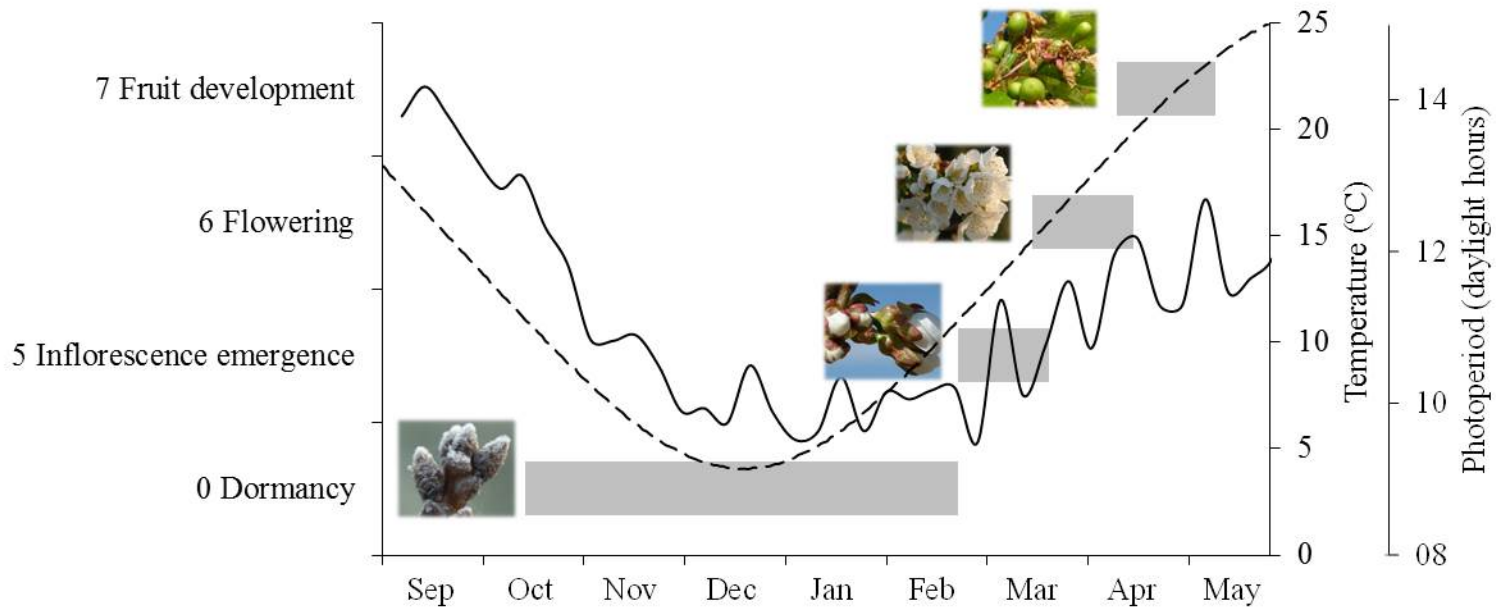 7 Fruit development
6 Flowering
5 Inflorescence emergence
0 Dormancy
Sep Oct Nov Dec Jan Feb Mar Apr May
25
20
15
10
5
0
Temperature (°C)
14
12
10
08
Photoperiod (daylight hours)